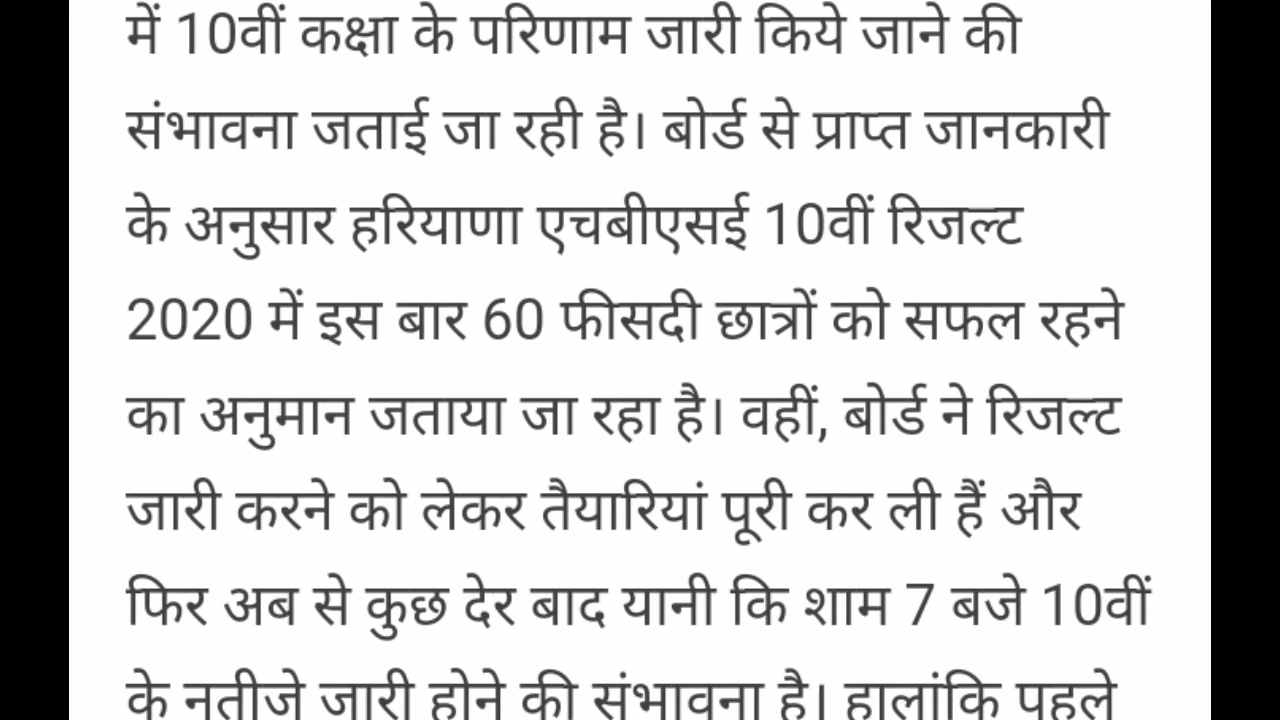 में 10वीं कक्षा के परिणाम जारी किये जाने की
संभावना जताई जा रही है। बोर्ड से प्राप्त जानकारी
के अनुसार हरियाणा एचबीएसई 10वीं रिजल्ट
2020 में इस बार 60 फीसदी छात्रों को सफल रहने
का अनुमान जताया जा रहा है। वहीं, बोर्ड ने रिजल्ट
जारी करने को लेकर तैयारियां पूरी कर ली हैं और
फिर अब से कुछ देर बाद यानी कि शाम 7 बजे 10वीं
के नतीजे जारी होने की संभावना है। हालांकि पहले